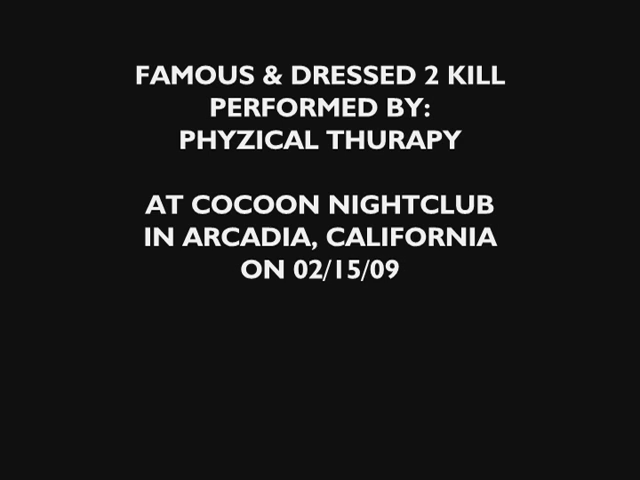 FAMOUS & DRESSED 2 KILL
PERFORMED BY:
PHYZICAL THURAPY
AT COCOON NIGHTCLUB
IN ARCADIA, CALIFORNIA
ON 02/15/09